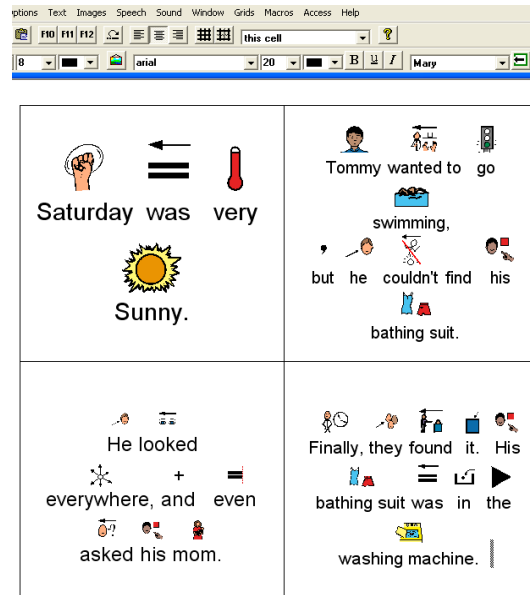 ptions Text Images Speech Sound Window Grids Macros Access Help
F10 F11 F12 this cell
8 arial 20 B U I Mary
Saturday was very
Sunny.
Tommy wanted to go
swimming,
but he couldn't find his
bathing suit.
He looked
everywhere, and even
asked his mom.
Finally, they found it. His
bathing suit was in the
washing machine.